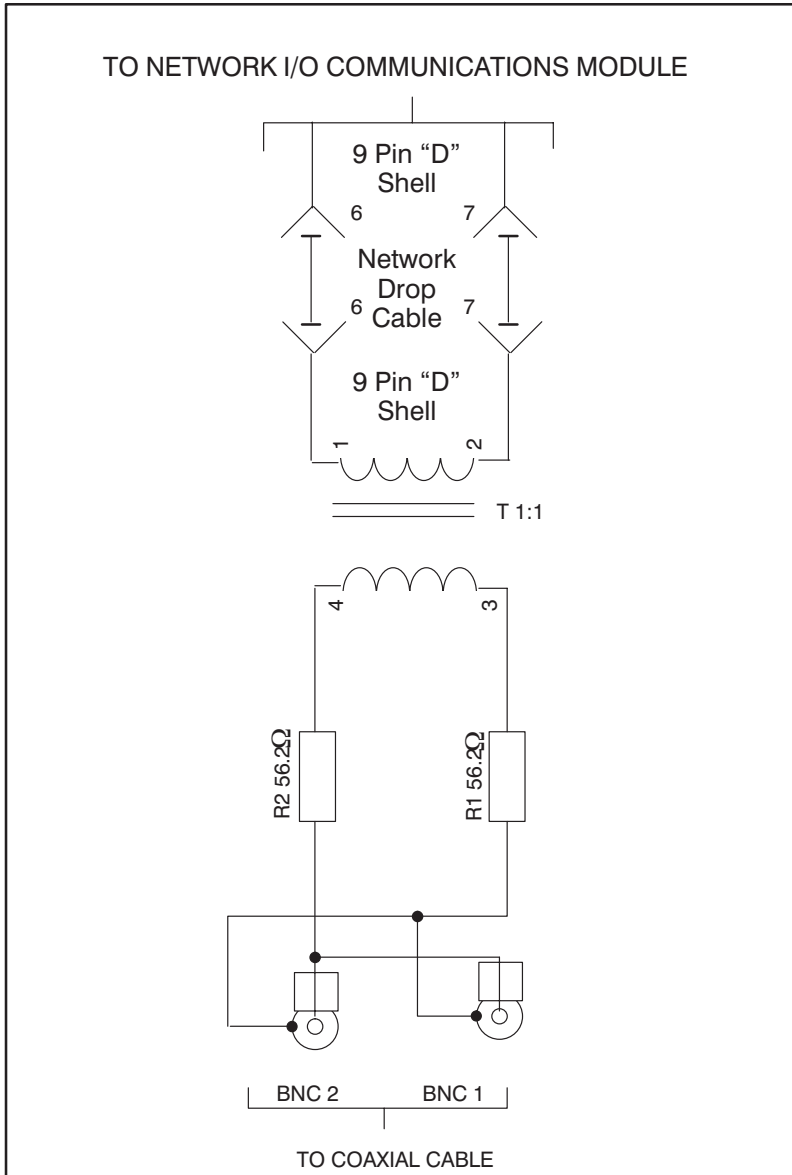 TO NETWORK I/O COMMUNICATIONS MODULE
9 Pin “D”
Shell
6
7
Network
Drop
Cable
6
7
9 Pin “D”
Shell
1
2
T 1:1
4
3
R2 56.2Ω
R1 56.2Ω
BNC 2
BNC 1
TO COAXIAL CABLE